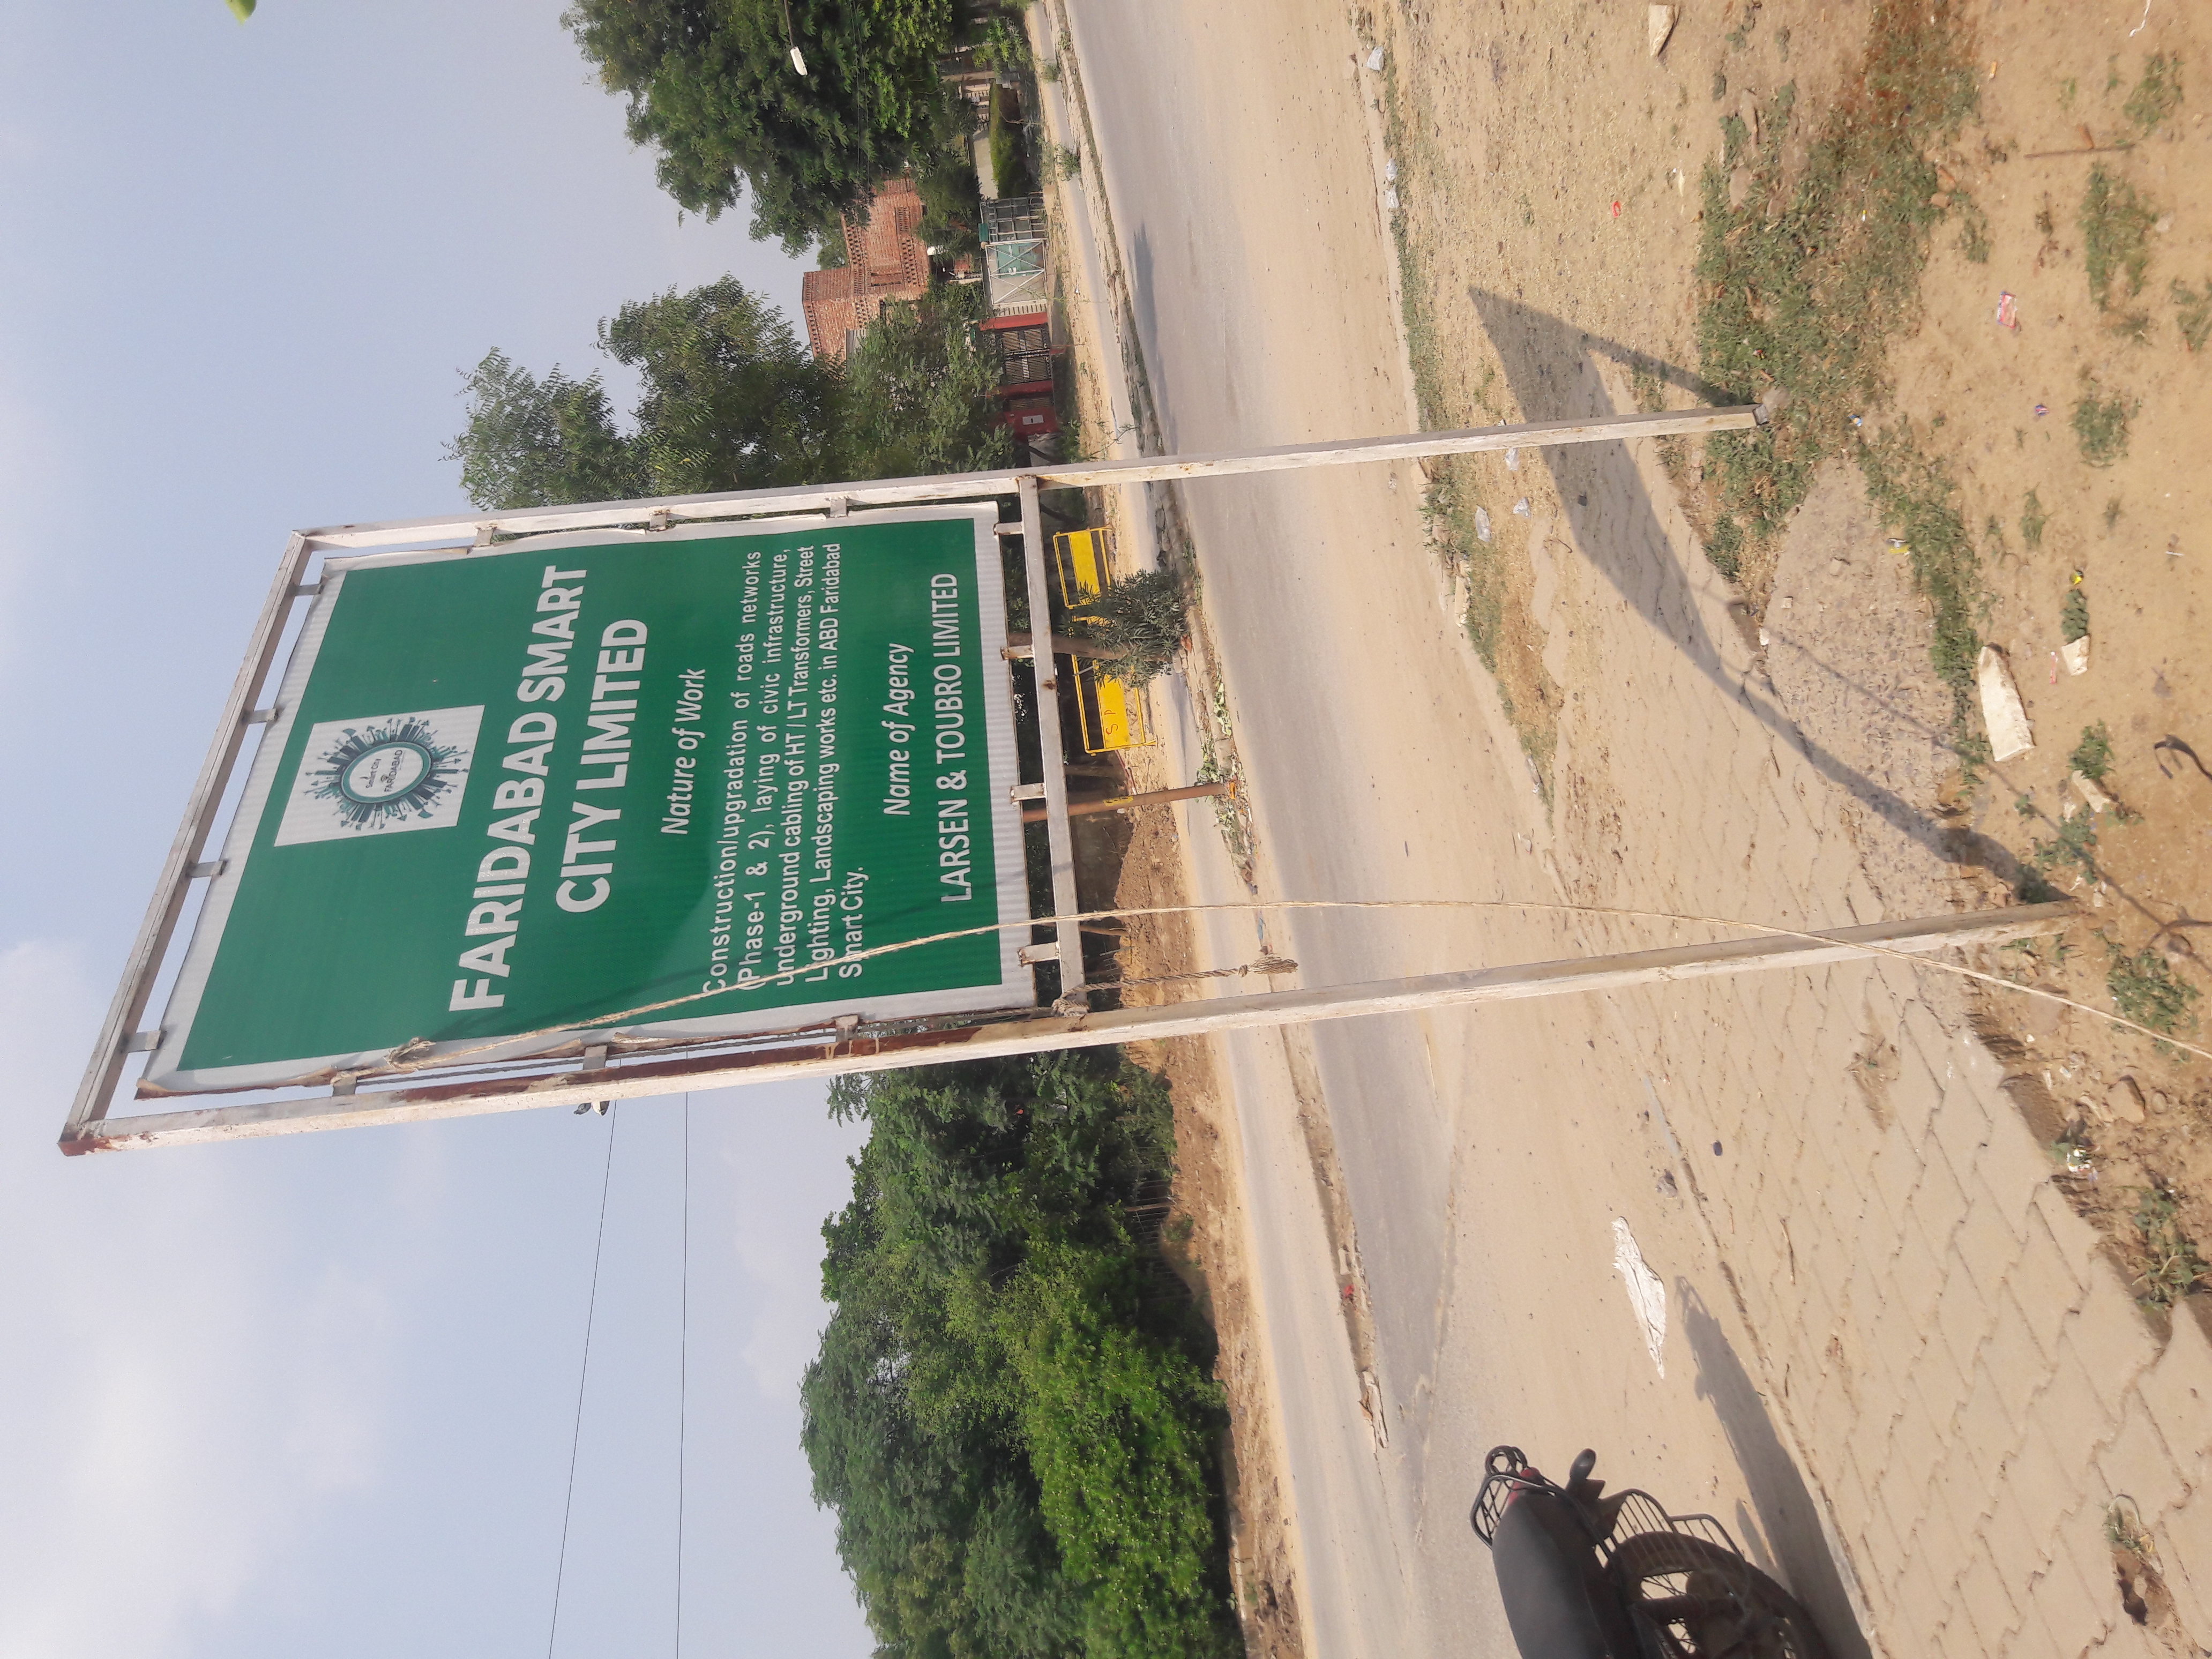 Smart City
FARIDABAD
FARIDABAD SMART
CITY LIMITED
Nature of Work
Construction/upgradation of roads networks
(Phase-1 & 2), laying of civic infrastructure,
underground cabling of HT / LT Transformers, Street
Lighting, Landscaping works etc. in ABD Faridabad
Smart City.
Name of Agency
LARSEN & TOUBRO LIMITED
S P